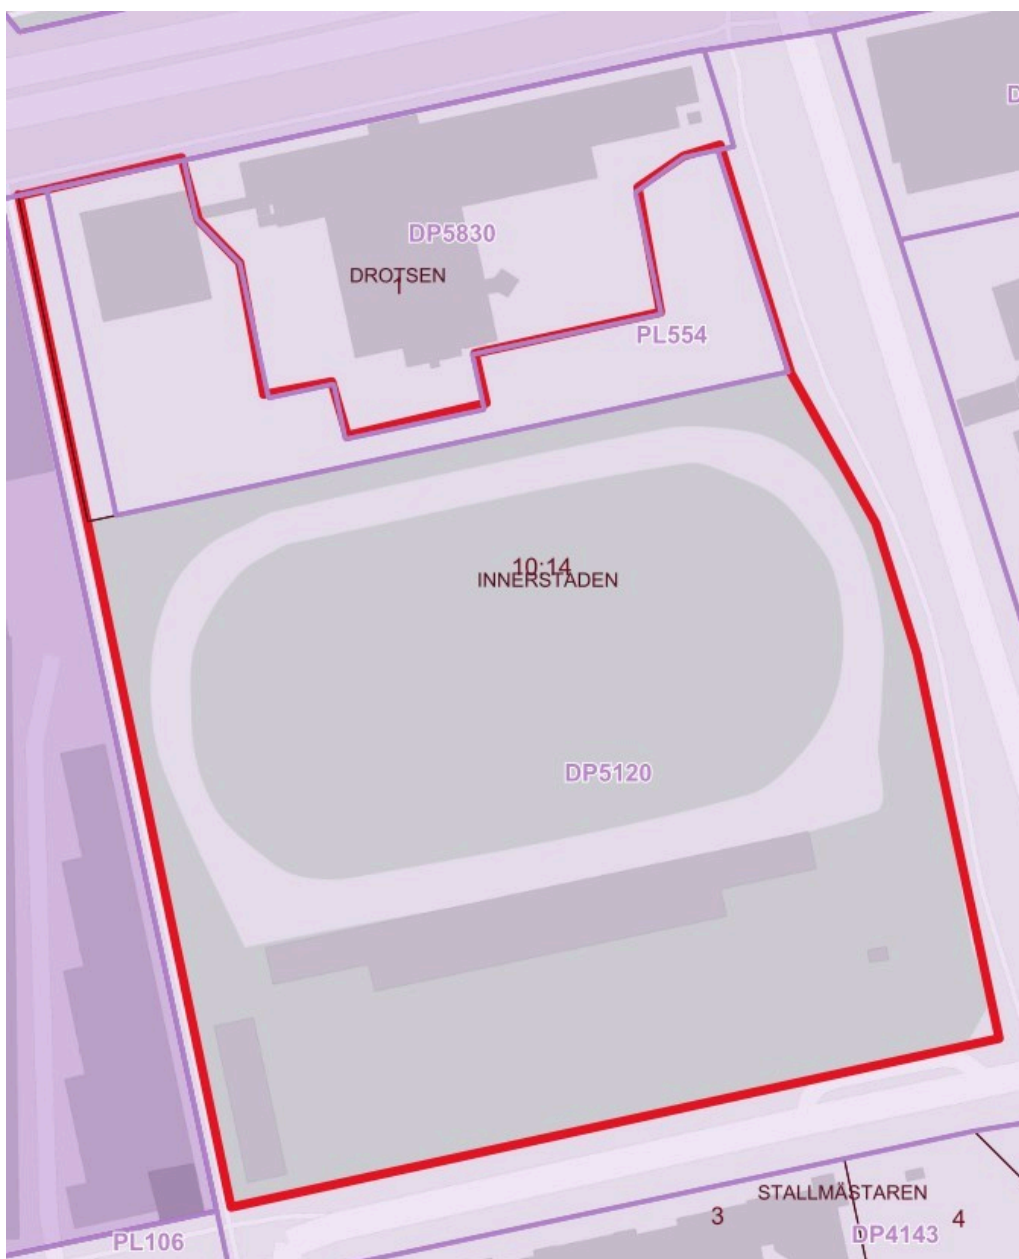 D
DP5830
DROTSEN
1
PL554
10:14
INNERSTADEN
DP5120
STALLMÄSTAREN
3
4
DP4143
PL106